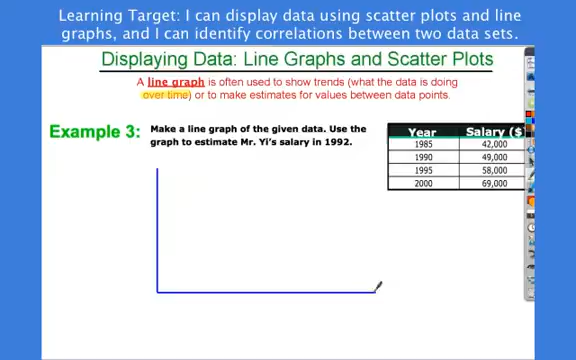 Learning Target: I can display data using scatter plots and line
graphs, and I can identify correlations between two data sets.
Displaying Data: Line Graphs and Scatter Plots
A line graph is often used to show trends (what the data is doing
over time) or to make estimates for values between data points.
Example 3: Make a line graph of the given data. Use the
graph to estimate Mr. Yi's salary in 1992.
Year Salary ($
1985 42,000
1990 49,000
1995 58,000
2000 69,000